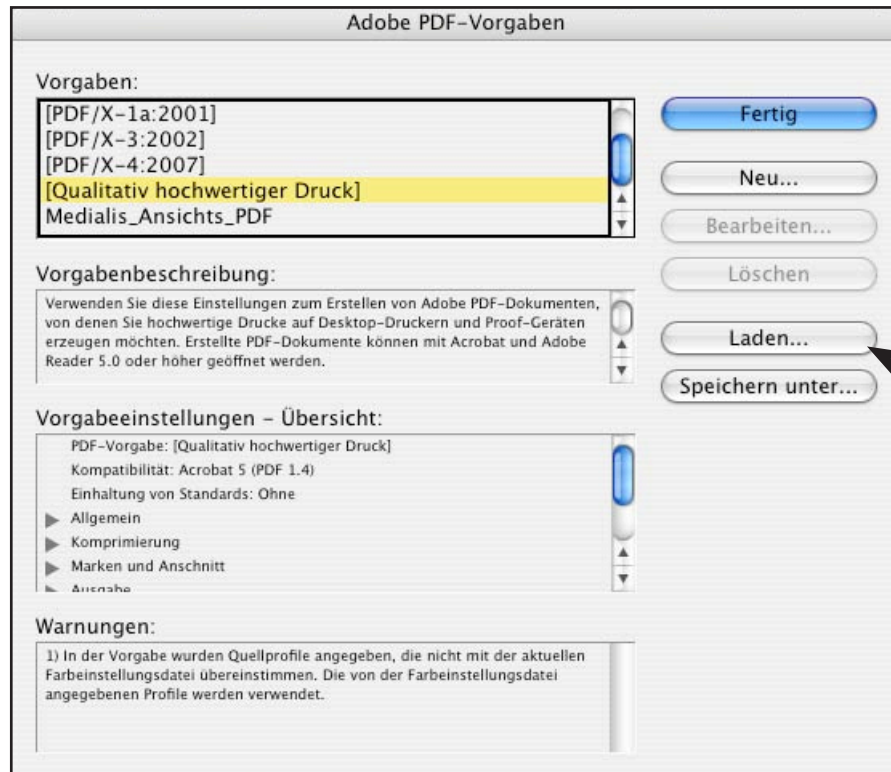 Adobe PDF-Vorgaben
Vorgaben:
[PDF/X-1a:2001]
[PDF/X-3:2002]
[PDF/X-4:2007]
[Qualitativ hochwertiger Druck]
Medialis_Ansichts_PDF
Fertig
Neu...
Bearbeiten...
Löschen
Laden...
Speichern unter...
Vorgabenbeschreibung:
Verwenden Sie diese Einstellungen zum Erstellen von Adobe PDF-Dokumenten,
von denen Sie hochwertige Drucke auf Desktop-Druckern und Proof-Geräten
erzeugen möchten. Erstellte PDF-Dokumente können mit Acrobat und Adobe
Reader 5.0 oder höher geöffnet werden.
Vorgabeeinstellungen - Übersicht:
PDF-Vorgabe: [Qualitativ hochwertiger Druck]
Kompatibilität: Acrobat 5 (PDF 1.4)
Einhaltung von Standards: Ohne
Allgemein
Komprimierung
Marken und Anschnitt
Ausgabe
Warnungen:
1) In der Vorgabe wurden Quellprofile angegeben, die nicht mit der aktuellen
Farbeinstellungsdatei übereinstimmen. Die von der Farbeinstellungsdatei
angegebenen Profile werden verwendet.